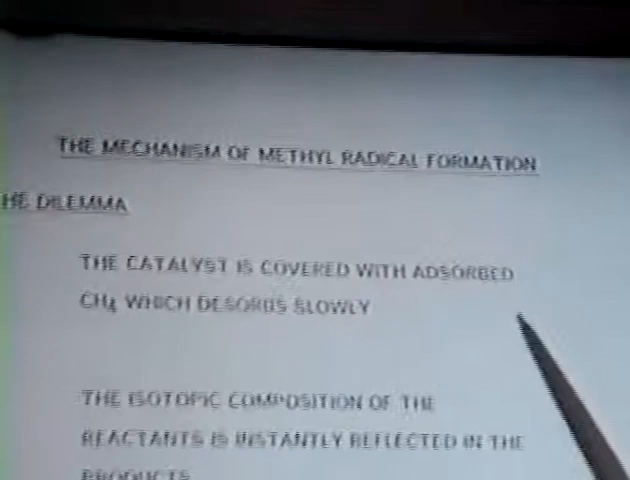 THE MECHANISM OF METHYL RADICAL FORMATION
HE DILEMMA
THE CATALYST IS COVERED WITH ADSORBED
CH₄ WHICH DESORBS SLOWLY
THE ISOTOPIC COMPOSITION OF THE
REACTANTS IS INSTANTLY REFLECTED IN THE
PRODUCTS